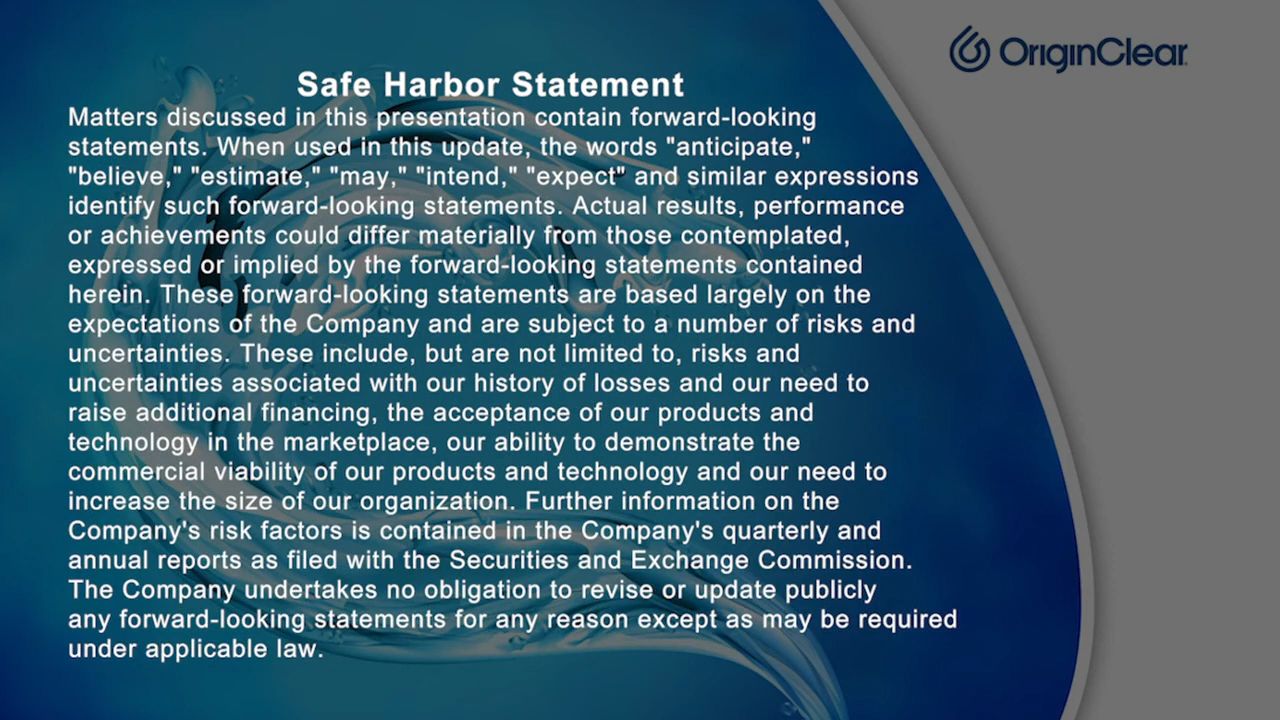 OriginClear
Safe Harbor Statement
Matters discussed in this presentation contain forward-looking
statements. When used in this update, the words "anticipate,"
"believe," "estimate," "may," "intend," "expect" and similar expressions
identify such forward-looking statements. Actual results, performance
or achievements could differ materially from those contemplated,
expressed or implied by the forward-looking statements contained
herein. These forward-looking statements are based largely on the
expectations of the Company and are subject to a number of risks and
uncertainties. These include, but are not limited to, risks and
uncertainties associated with our history of losses and our need to
raise additional financing, the acceptance of our products and
technology in the marketplace, our ability to demonstrate the
commercial viability of our products and technology and our need to
increase the size of our organization. Further information on the
Company's risk factors is contained in the Company's quarterly and
annual reports as filed with the Securities and Exchange Commission.
The Company undertakes no obligation to revise or update publicly
any forward-looking statements for any reason except as may be required
under applicable law.